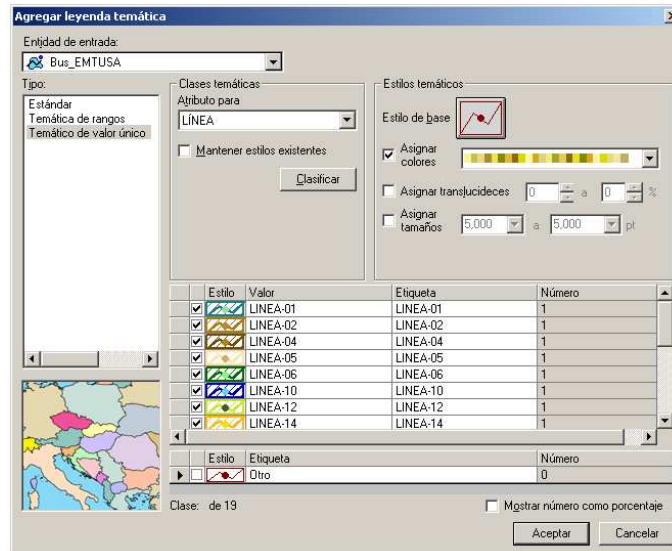 Agregar leyenda temática
Entidad de entrada:
Bus_EMTUSA
Tipo:
Estándar
Temática de rangos
Temático de valor único
Clases temáticas
Atributo para
LÍNEA
Mantener estilos existentes
Clasificar
Estilos temáticos
Estilo de base
Asignar colores
Asignar translucideces 0 a 0 %
Asignar tamaños 5,000 a 5,000 pt
Estilo Valor Etiqueta Número
LINEA-01 LINEA-01 1
LINEA-02 LINEA-02 1
LINEA-04 LINEA-04 1
LINEA-05 LINEA-05 1
LINEA-06 LINEA-06 1
LINEA-10 LINEA-10 1
LINEA-12 LINEA-12 1
LINEA-14 LINEA-14 1
Estilo Etiqueta Número
Otro 0
Clase: de 19
Mostrar número como porcentaje
Aceptar Cancelar